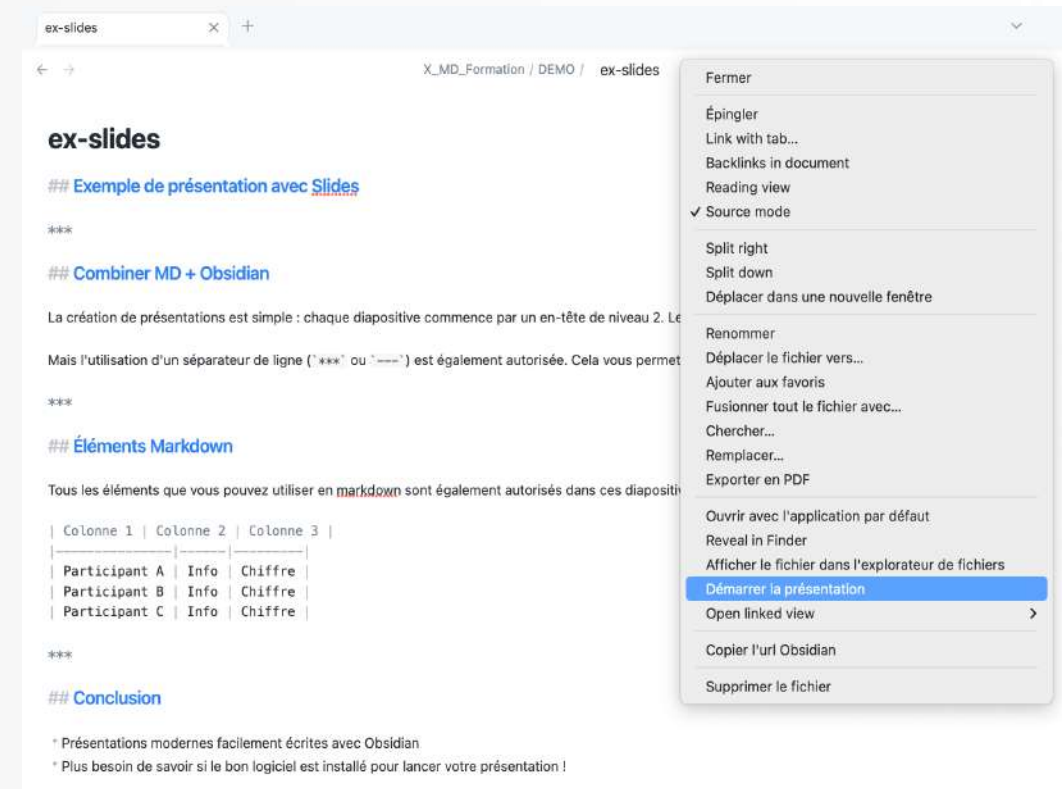 ex-slides
X_MD_Formation / DEMO / ex-slides
ex-slides
## Exemple de présentation avec Slides
***
## Combiner MD + Obsidian
La création de présentations est simple : chaque diapositive commence par un en-tête de niveau 2. Le
Mais l'utilisation d'un séparateur de ligne (`***` ou `---`) est également autorisée. Cela vous permet
***
## Éléments Markdown
Tous les éléments que vous pouvez utiliser en markdown sont également autorisés dans ces diapositiv
| Colonne 1 | Colonne 2 | Colonne 3 |
|---------------|------|---------|
| Participant A | Info | Chiffre |
| Participant B | Info | Chiffre |
| Participant C | Info | Chiffre |
***
## Conclusion
* Présentations modernes facilement écrites avec Obsidian
* Plus besoin de savoir si le bon logiciel est installé pour lancer votre présentation !
Fermer
Épingler
Link with tab...
Backlinks in document
Reading view
✓ Source mode
Split right
Split down
Déplacer dans une nouvelle fenêtre
Renommer
Déplacer le fichier vers...
Ajouter aux favoris
Fusionner tout le fichier avec...
Chercher...
Remplacer...
Exporter en PDF
Ouvrir avec l'application par défaut
Reveal in Finder
Afficher le fichier dans l'explorateur de fichiers
Démarrer la présentation
Open linked view
Copier l'url Obsidian
Supprimer le fichier